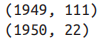 (1949, 111)
(1950, 22)